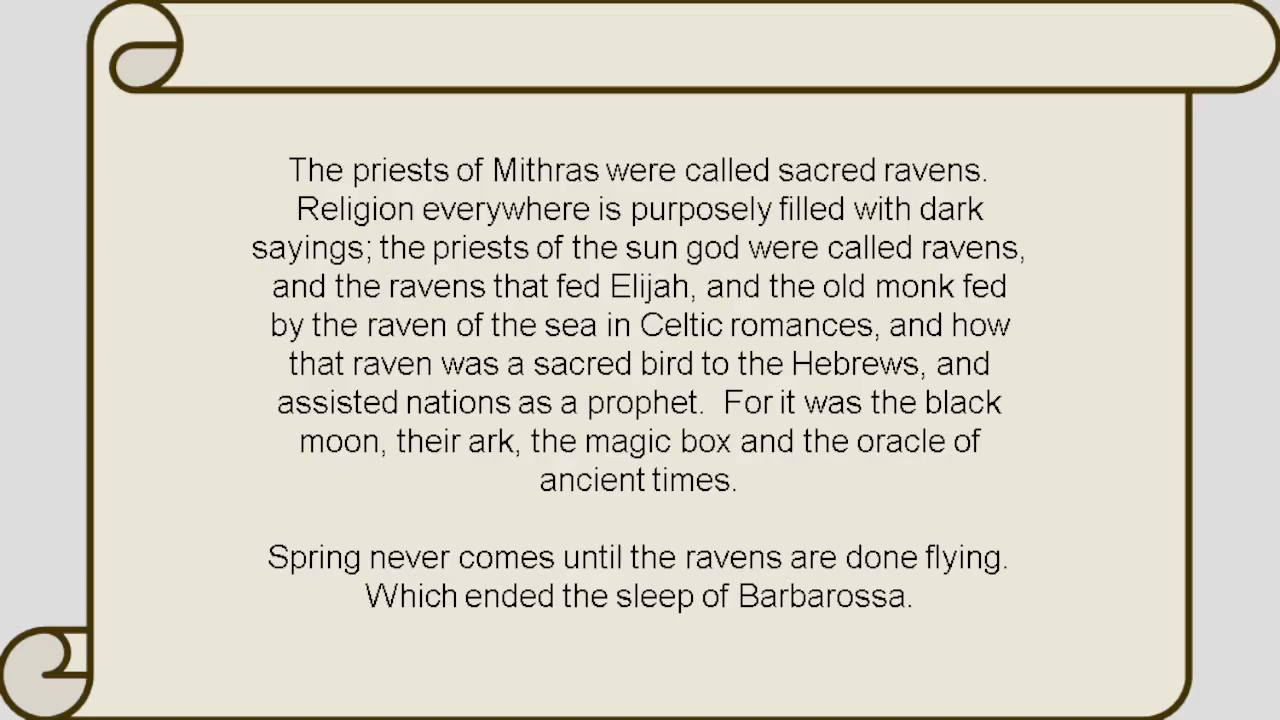 The priests of Mithras were called sacred ravens.
Religion everywhere is purposely filled with dark
sayings; the priests of the sun god were called ravens,
and the ravens that fed Elijah, and the old monk fed
by the raven of the sea in Celtic romances, and how
that raven was a sacred bird to the Hebrews, and
assisted nations as a prophet.  For it was the black
moon, their ark, the magic box and the oracle of
ancient times.
Spring never comes until the ravens are done flying.
Which ended the sleep of Barbarossa.